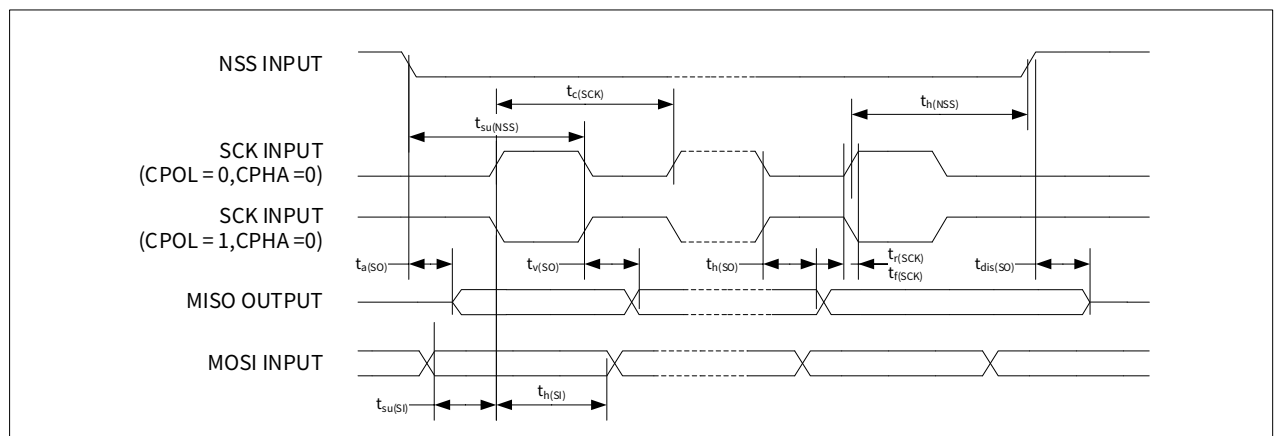 NSS INPUT
tc(SCK)
th(NSS)
tsu(NSS)
SCK INPUT
(CPOL = 0,CPHA =0)
SCK INPUT
(CPOL = 1,CPHA =0)
ta(SO)
tv(SO)
th(SO)
tr(SCK)
tf(SCK)
tdis(SO)
MISO OUTPUT
MOSI INPUT
tsu(SI)
th(SI)